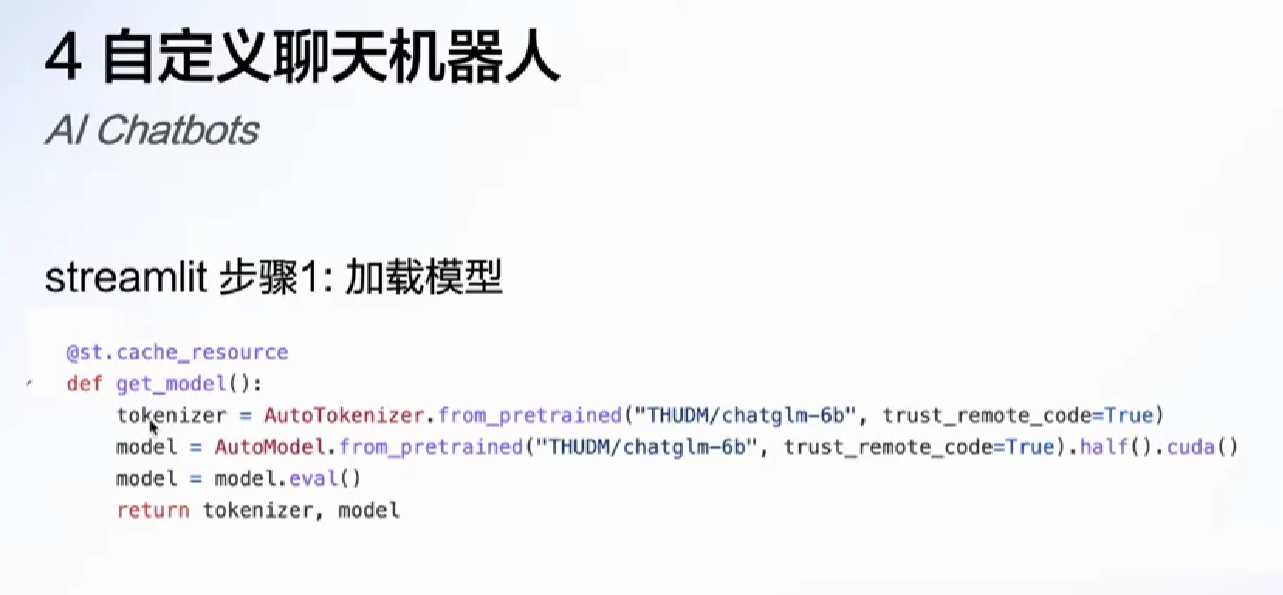 4 自定义聊天机器人
AI Chatbots
streamlit 步骤1: 加载模型
@st.cache_resource
def get_model():
    tokenizer = AutoTokenizer.from_pretrained("THUDM/chatglm-6b", trust_remote_code=True)
    model = AutoModel.from_pretrained("THUDM/chatglm-6b", trust_remote_code=True).half().cuda()
    model = model.eval()
    return tokenizer, model